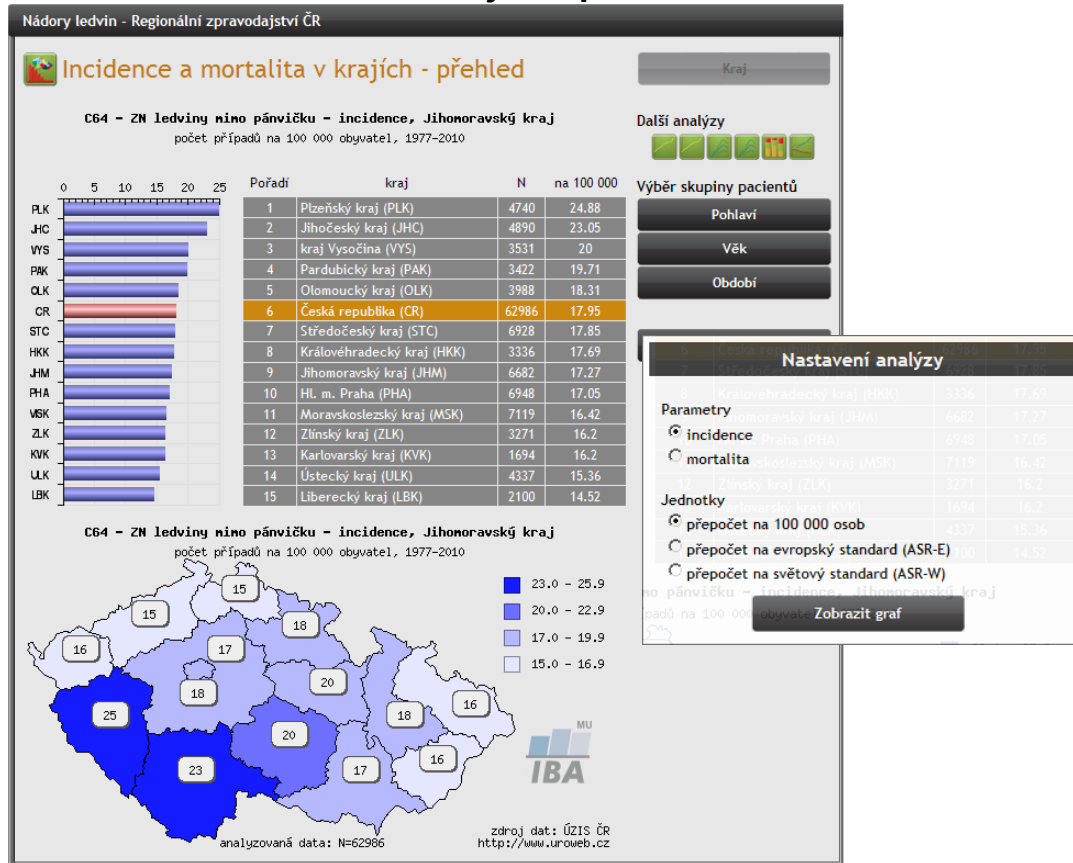 Nádory ledvin - Regionální zpravodajství ČR
Incidence a mortalita v krajích - přehled
Kraj
C64 - ZN ledviny mimo pánvičku - incidence, Jihomoravský kraj
počet případů na 100 000 obyvatel, 1977-2010
Další analýzy
Výběr skupiny pacientů
Pohlaví
Věk
Období
0 5 10 15 20 25
PLK
JHC
VYS
PAK
OLK
CR
STC
HKK
JHM
PHA
MSK
ZLK
KVK
ULK
LBK
Pořadí kraj N na 100 000
1 Plzeňský kraj (PLK) 4740 24.88
2 Jihočeský kraj (JHC) 4890 23.05
3 kraj Vysočina (VYS) 3531 20
4 Pardubický kraj (PAK) 3422 19.71
5 Olomoucký kraj (OLK) 3988 18.31
6 Česká republika (CR) 62986 17.95
7 Středočeský kraj (STC) 6928 17.85
8 Královéhradecký kraj (HKK) 3336 17.69
9 Jihomoravský kraj (JHM) 6682 17.27
10 Hl. m. Praha (PHA) 6948 17.05
11 Moravskoslezský kraj (MSK) 7119 16.42
12 Zlínský kraj (ZLK) 3271 16.2
13 Karlovarský kraj (KVK) 1694 16.2
14 Ústecký kraj (ULK) 4337 15.36
15 Liberecký kraj (LBK) 2100 14.52
Nastavení analýzy
Parametry
incidence
mortalita
Jednotky
přepočet na 100 000 osob
přepočet na evropský standard (ASR-E)
přepočet na světový standard (ASR-W)
Zobrazit graf
C64 - ZN ledviny mimo pánvičku - incidence, Jihomoravský kraj
počet případů na 100 000 obyvatel, 1977-2010
23.0 - 25.9
20.0 - 22.9
17.0 - 19.9
15.0 - 16.9
15
15
18
16
17
20
18
16
25
18
20
16
23
17
MU
IBA
analyzovaná data: N=62986
zdroj dat: ÚZIS ČR
http://www.uroweb.cz